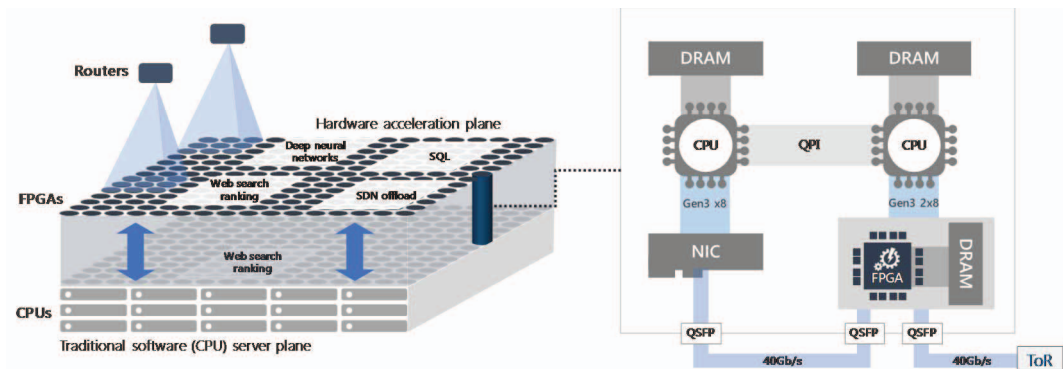 Routers
Hardware acceleration plane
Deep neural
networks
SQL
Web search
ranking
SDN offload
FPGAs
Web search
ranking
CPUs
Traditional software (CPU) server plane
DRAM
DRAM
CPU
QPI
CPU
Gen3 x8
Gen3 2x8
NIC
FPGA
DRAM
QSFP
QSFP
QSFP
40Gb/s
40Gb/s
ToR